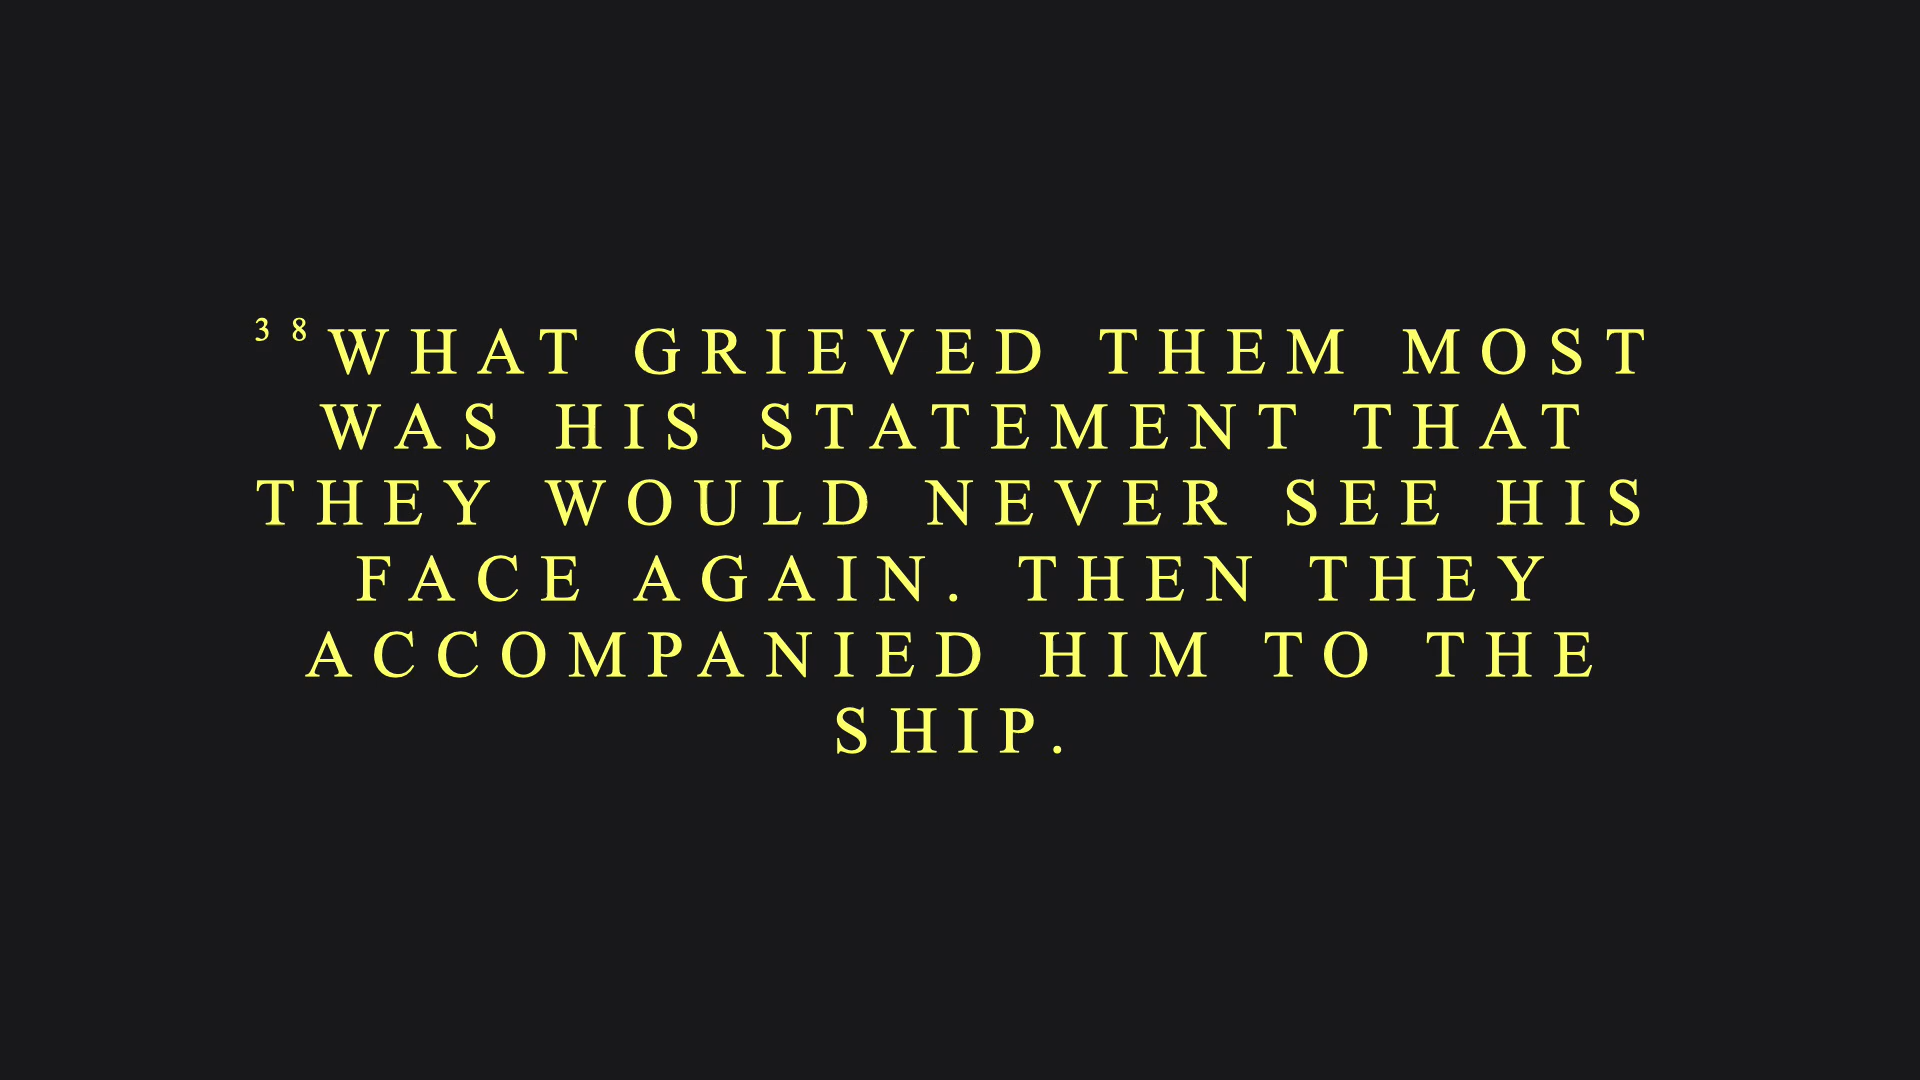 ³⁸WHAT GRIEVED THEM MOST
WAS HIS STATEMENT THAT
THEY WOULD NEVER SEE HIS
FACE AGAIN. THEN THEY
ACCOMPANIED HIM TO THE
SHIP.